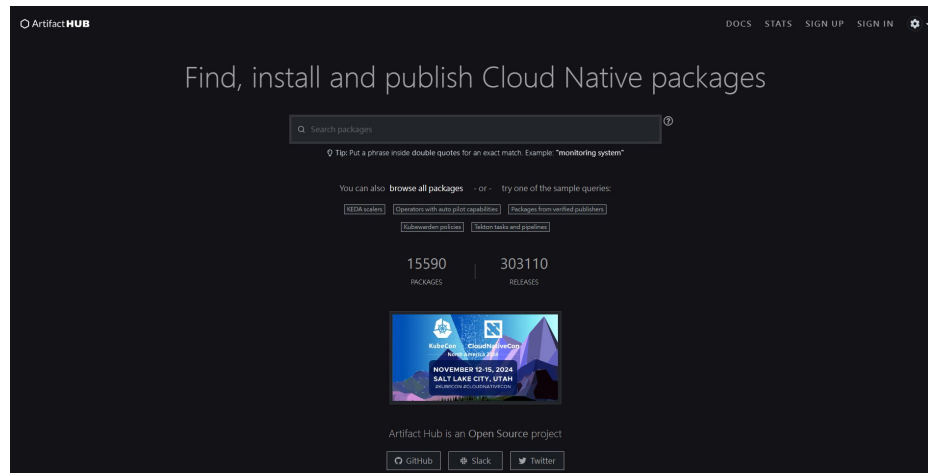 Artifact HUB
DOCS STATS SIGN UP SIGN IN
Find, install and publish Cloud Native packages
Search packages
Tip: Put a phrase inside double quotes for an exact match. Example: "monitoring system"
You can also browse all packages - or - try one of the sample queries:
KEDA scalers Operators with auto pilot capabilities Packages from verified publishers
Kubewarden policies Tekton tasks and pipelines
15590 303110
PACKAGES RELEASES
KubeCon CloudNativeCon
North America 2024
NOVEMBER 12-15, 2024
SALT LAKE CITY, UTAH
#KUBECON #CLOUDNATIVECON
Artifact Hub is an Open Source project
GitHub Slack Twitter